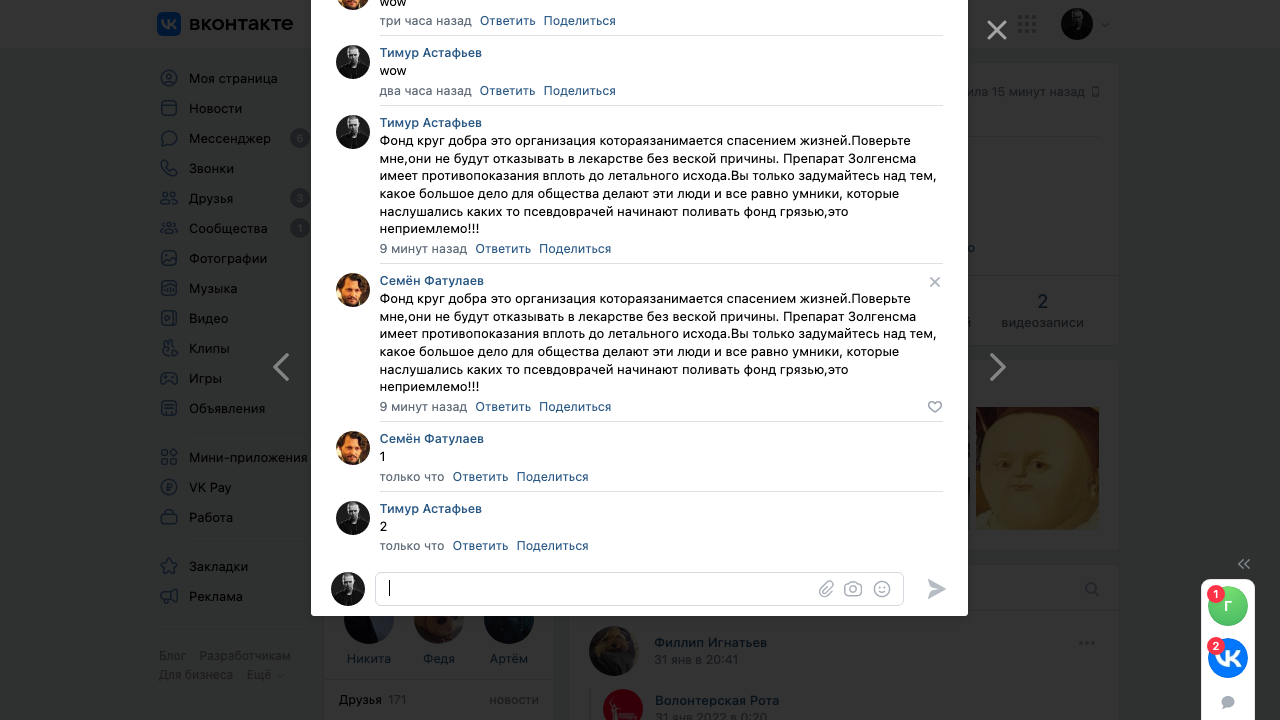 вконтакте
wow
три часа назад Ответить Поделиться
Тимур Астафьев
wow
два часа назад Ответить Поделиться
Тимур Астафьев
Фонд круг добра это организация котораязанимается спасением жизней.Поверьте
мне,они не будут отказывать в лекарстве без веской причины. Препарат Золгенсма
имеет противопоказания вплоть до летального исхода.Вы только задумайтесь над тем,
какое большое дело для общества делают эти люди и все равно умники, которые
наслушались каких то псевдоврачей начинают поливать фонд грязью,это
неприемлемо!!!
9 минут назад Ответить Поделиться
Семён Фатулаев
Фонд круг добра это организация котораязанимается спасением жизней.Поверьте
мне,они не будут отказывать в лекарстве без веской причины. Препарат Золгенсма
имеет противопоказания вплоть до летального исхода.Вы только задумайтесь над тем,
какое большое дело для общества делают эти люди и все равно умники, которые
наслушались каких то псевдоврачей начинают поливать фонд грязью,это
неприемлемо!!!
9 минут назад Ответить Поделиться
Семён Фатулаев
1
только что Ответить Поделиться
Тимур Астафьев
2
только что Ответить Поделиться
Моя страница
Новости
Мессенджер 6
Звонки
Друзья 3
Сообщества 1
Фотографии
Музыка
Видео
Клипы
Игры
Объявления
Мини-приложения
VK Pay
Работа
Закладки
Реклама
Блог Разработчикам
Для бизнеса Ещё
15 минут назад
2
видеозаписи
Никита Федя Артём
Друзья 171 новости
Филлип Игнатьев
31 янв в 20:41
Волонтерская Рота
31 янв 2022 в 0:20
1
Г
2